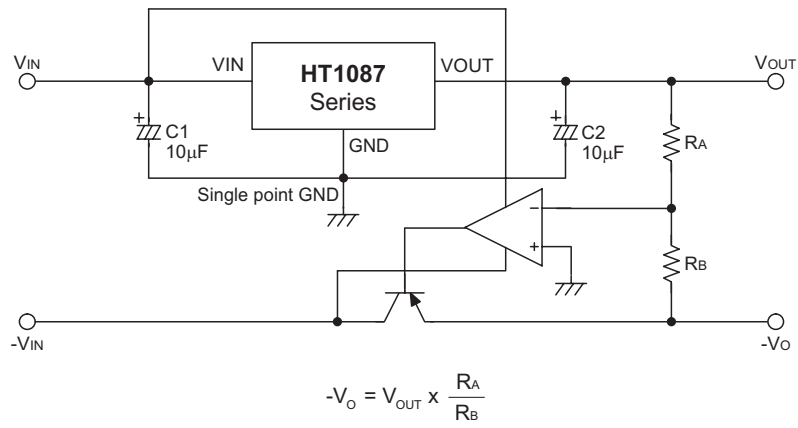 VIN
VIN
HT1087
Series
VOUT
VOUT
+
C1
10μF
GND
+
C2
10μF
RA
Single point GND
−
+
RB
-VIN
-VO
-VO = VOUT x RA
RB